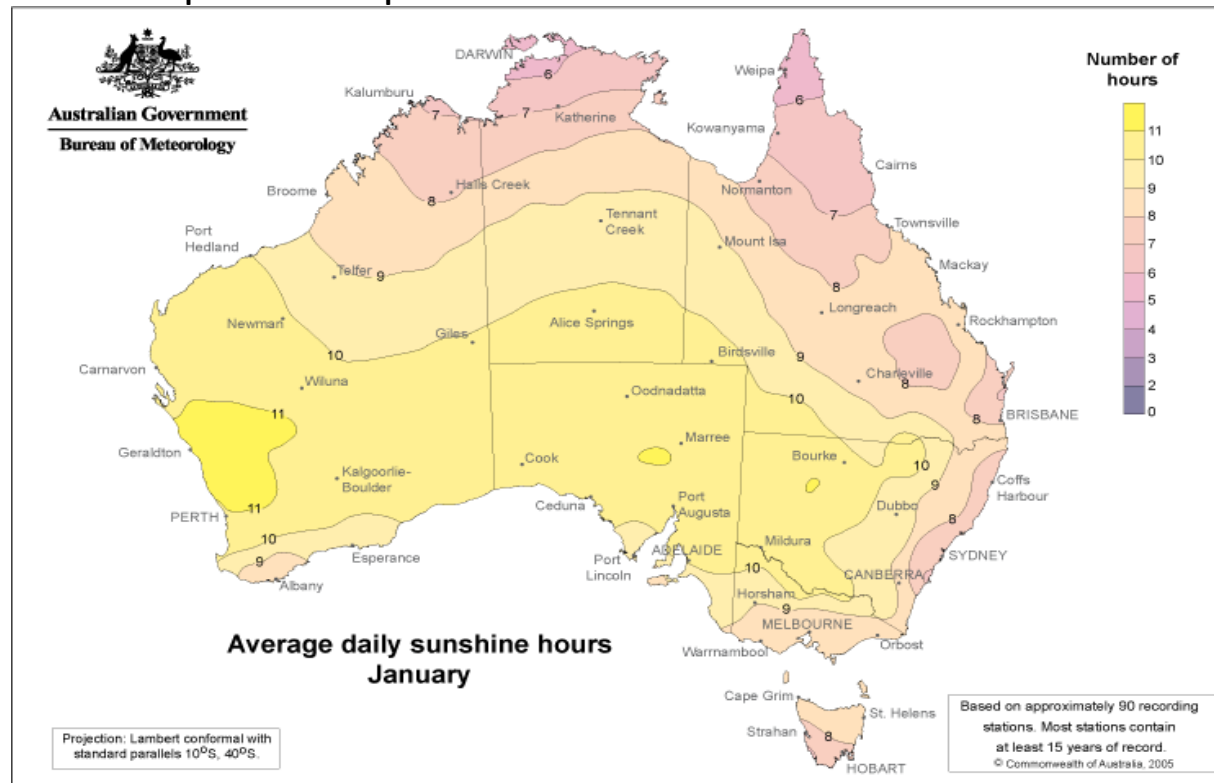 Australian Government
Bureau of Meteorology
DARWIN
6
Weipa
6
Number of
hours
11
10
9
8
7
6
5
4
3
2
0
Kalumburu
7
7
Katherine
Kowanyama
Cairns
Broome
8
Halls Creek
Normanton
7
Townsville
Port
Hedland
Tennant
Creek
Mount Isa
Telfer
9
8
Mackay
Newman
Alice Springs
Longreach
Rockhampton
Giles
10
Birdsville
9
Carnarvon
Wiluna
Charleville
8
Oodnadatta
10
11
8
BRISBANE
Geraldton
Marree
Bourke
10
Kalgoorlie-
Boulder
Cook
9
Coffs
Harbour
11
PERTH
Ceduna
Port
Augusta
Dubbo
8
10
Mildura
SYDNEY
9
Esperance
Port
Lincoln
ADELAIDE
10
CANBERRA
Albany
Horsham
9
MELBOURNE
Orbost
Warrnambool
Average daily sunshine hours
January
Cape Grim
St. Helens
Strahan
8
HOBART
Projection: Lambert conformal with
standard parallels 10ºS, 40ºS.
Based on approximately 90 recording
stations. Most stations contain
at least 15 years of record.
© Commonwealth of Australia, 2005